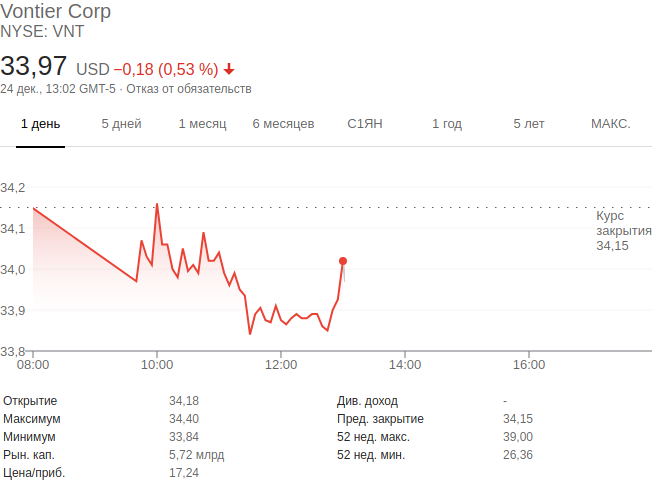 Vontier Corp
NYSE: VNT
33,97 USD −0,18 (0,53 %)
24 дек., 13:02 GMT-5 · Отказ от обязательств
1 день 5 дней 1 месяц 6 месяцев С1ЯН 1 год 5 лет МАКС.
34,2
34,1
34,0
33,9
33,8
Курс
закрытия
34,15
08:00 10:00 12:00 14:00 16:00
Открытие 34,18 Див. доход -
Максимум 34,40 Пред. закрытие 34,15
Минимум 33,84 52 нед. макс. 39,00
Рын. кап. 5,72 млрд 52 нед. мин. 26,36
Цена/приб. 17,24